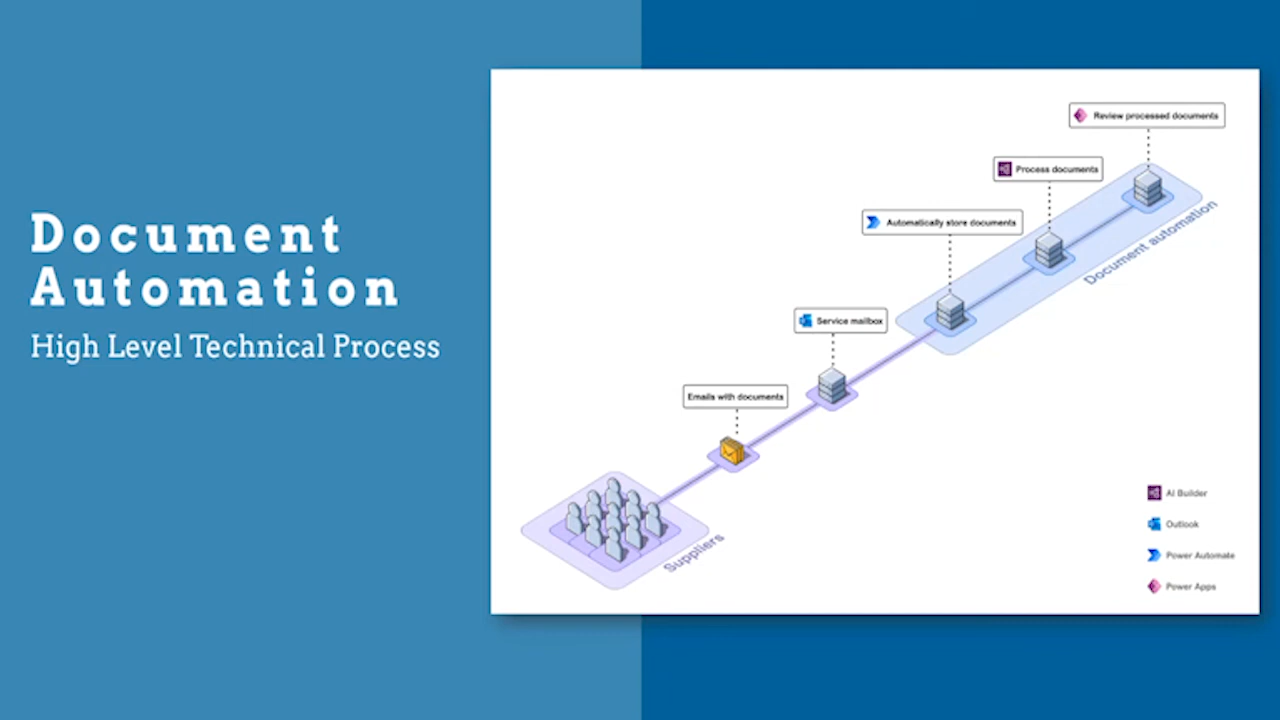 Document
Automation
High Level Technical Process
Review processed documents
Process documents
Automatically store documents
Document automation
Service mailbox
Emails with documents
Suppliers
AI Builder
Outlook
Power Automate
Power Apps